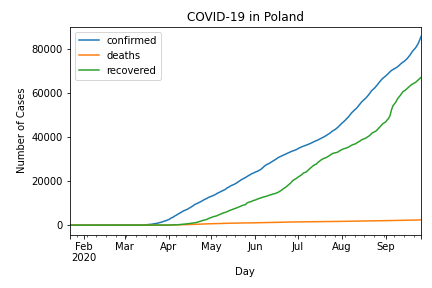 COVID-19 in Poland
confirmed
deaths
recovered
Number of Cases
80000
60000
40000
20000
0
Feb Mar Apr May Jun Jul Aug Sep
2020
Day